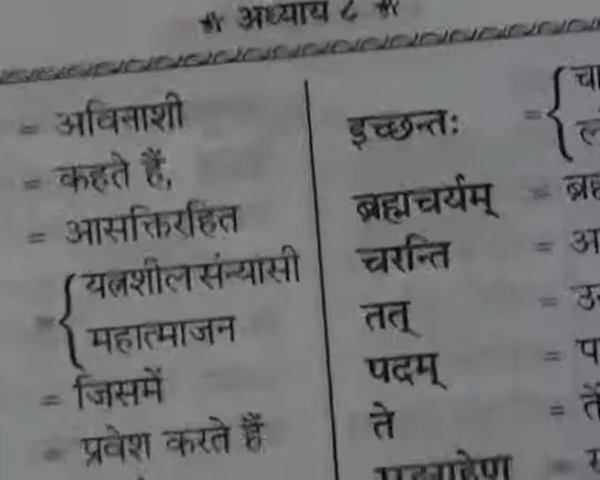 * अध्याय ८ *
= अविनाशी
= कहते हैं,
= आसक्तिरहित
= { यत्नशील संन्यासी
महात्माजन
= जिसमें
= प्रवेश करते हैं
इच्छन्तः = {
ब्रह्मचर्यम् =
चरन्ति =
तत् =
पदम् =
ते =